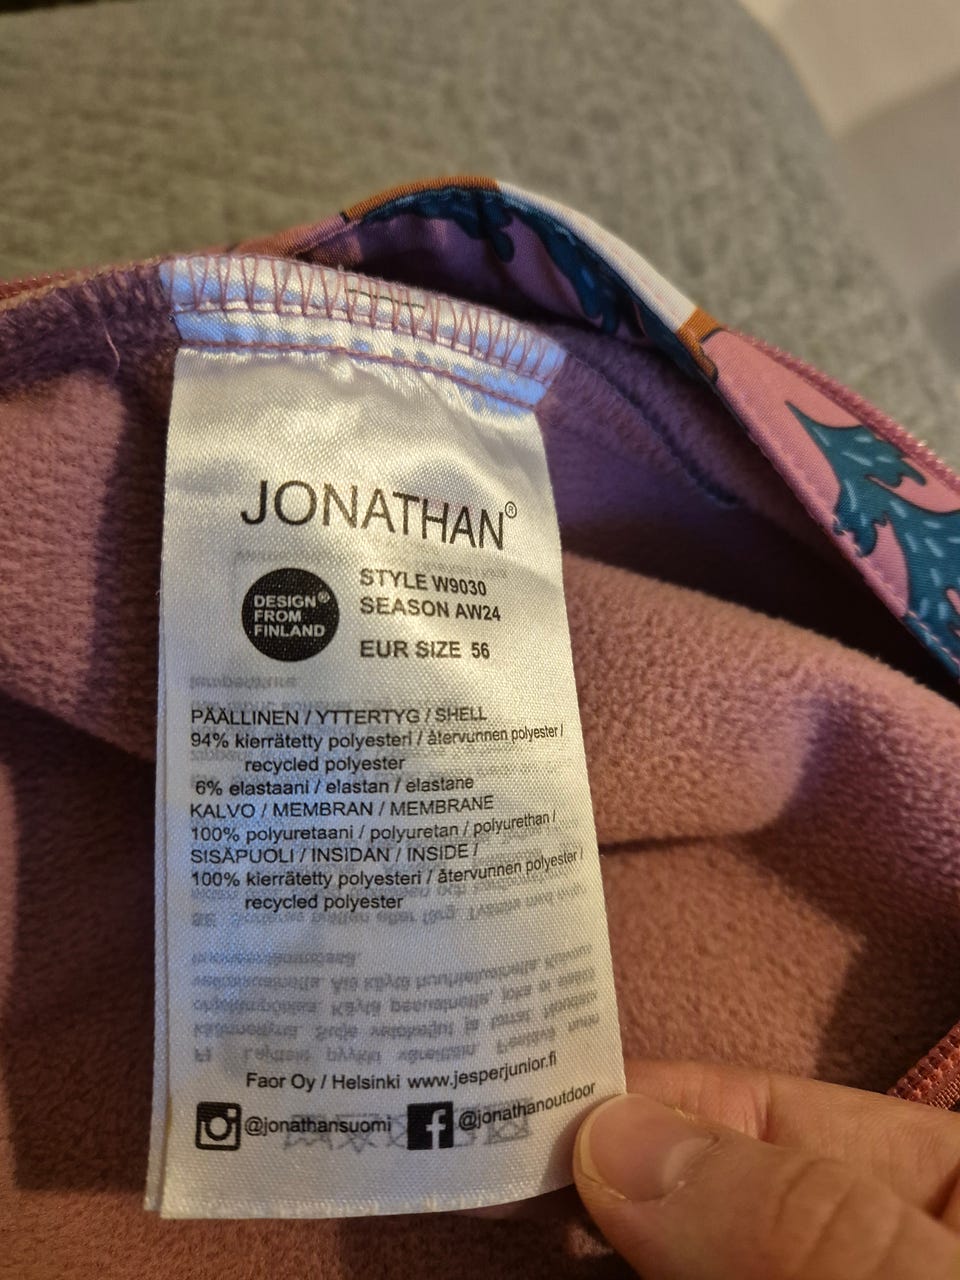 JONATHAN®
DESIGN®
FROM
FINLAND
STYLE W9030
SEASON AW24
EUR SIZE 56
PÄÄLLINEN / YTTERTYG / SHELL
94% kierrätetty polyesteri / återvunnen polyester /
recycled polyester
6% elastaani / elastan / elastane
KALVO / MEMBRAN / MEMBRANE
100% polyuretaani / polyuretan / polyurethan /
SISÄPUOLI / INSIDAN / INSIDE /
100% kierrätetty polyesteri / återvunnen polyester /
recycled polyester
Faor Oy / Helsinki www.jesperjunior.fi
@jonathansuomi @jonathanoutdoor